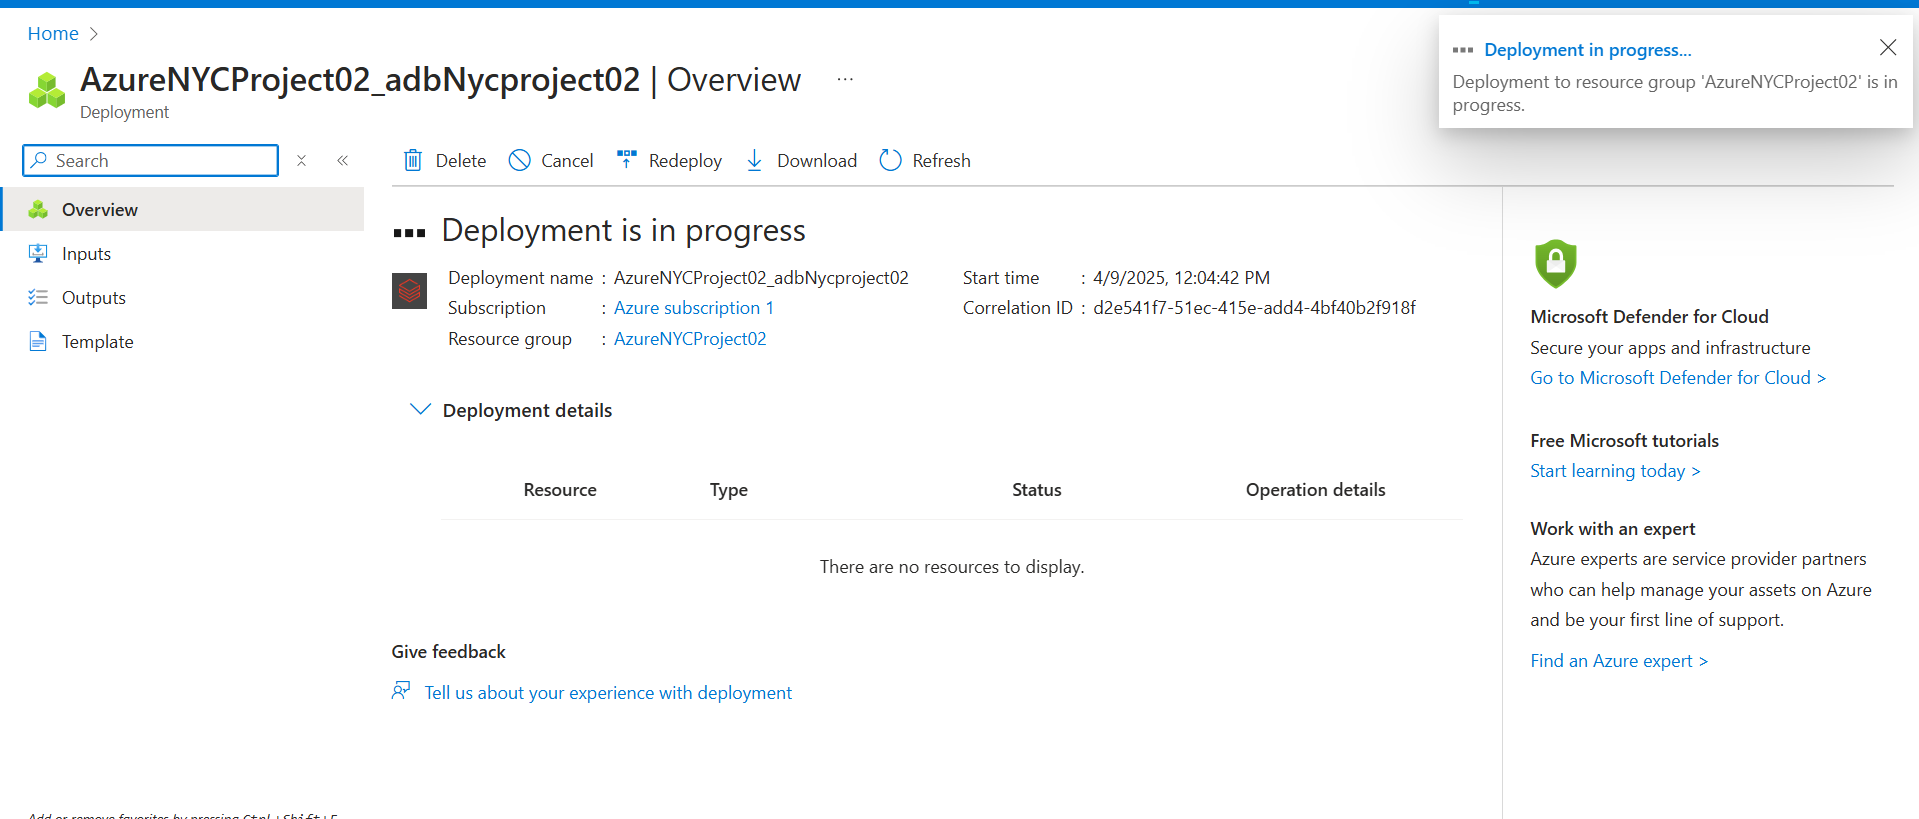 Home
AzureNYCProject02_adbNycproject02 | Overview ...
Deployment
Deployment in progress...
Deployment to resource group 'AzureNYCProject02' is in
progress.
Search
Delete Cancel Redeploy Download Refresh
Overview
Inputs
Outputs
Template
Deployment is in progress
Deployment name : AzureNYCProject02_adbNycproject02
Subscription : Azure subscription 1
Resource group : AzureNYCProject02
Start time : 4/9/2025, 12:04:42 PM
Correlation ID : d2e541f7-51ec-415e-add4-4bf40b2f918f
Deployment details
Resource Type Status Operation details
There are no resources to display.
Give feedback
Tell us about your experience with deployment
Microsoft Defender for Cloud
Secure your apps and infrastructure
Go to Microsoft Defender for Cloud >
Free Microsoft tutorials
Start learning today >
Work with an expert
Azure experts are service provider partners
who can help manage your assets on Azure
and be your first line of support.
Find an Azure expert >
Add or remove favorites by pressing Ctrl+Shift+F